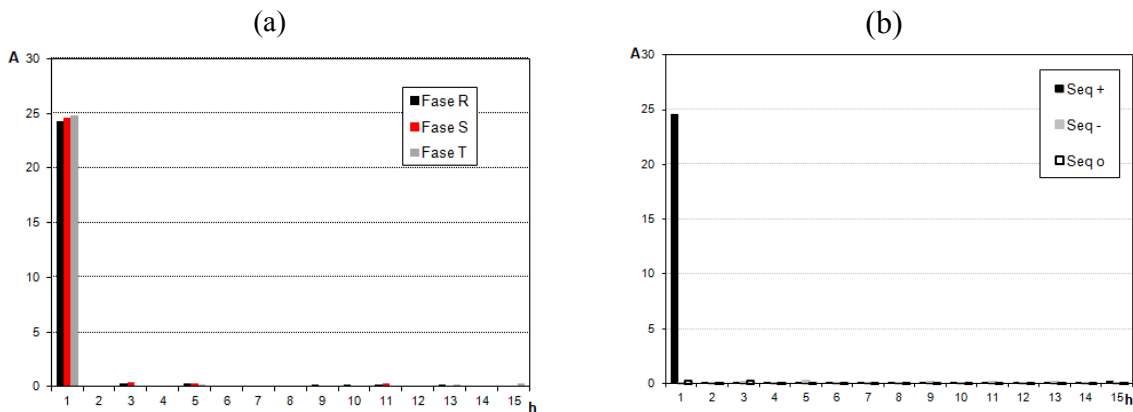 (a)
A
30
25
20
15
10
5
0
1 2 3 4 5 6 7 8 9 10 11 12 13 14 15
h
Fase R
Fase S
Fase T
(b)
A
30
25
20
15
10
5
0
1 2 3 4 5 6 7 8 9 10 11 12 13 14 15 h
Seq +
Seq -
Seq o